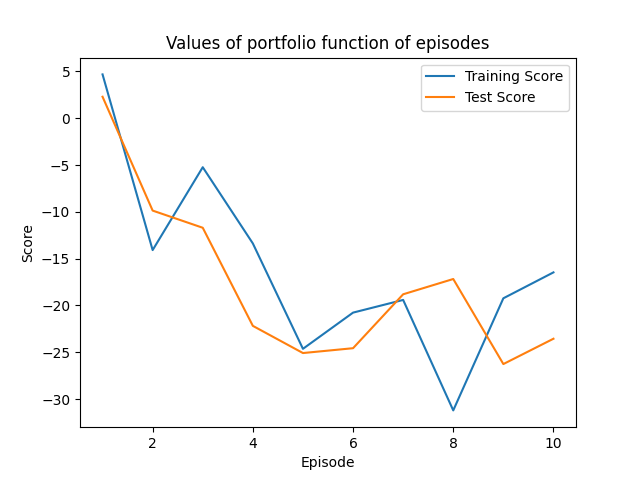 Values of portfolio function of episodes
Training Score
Test Score
5
0
−5
−10
−15
−20
−25
−30
Score
2
4
6
8
10
Episode